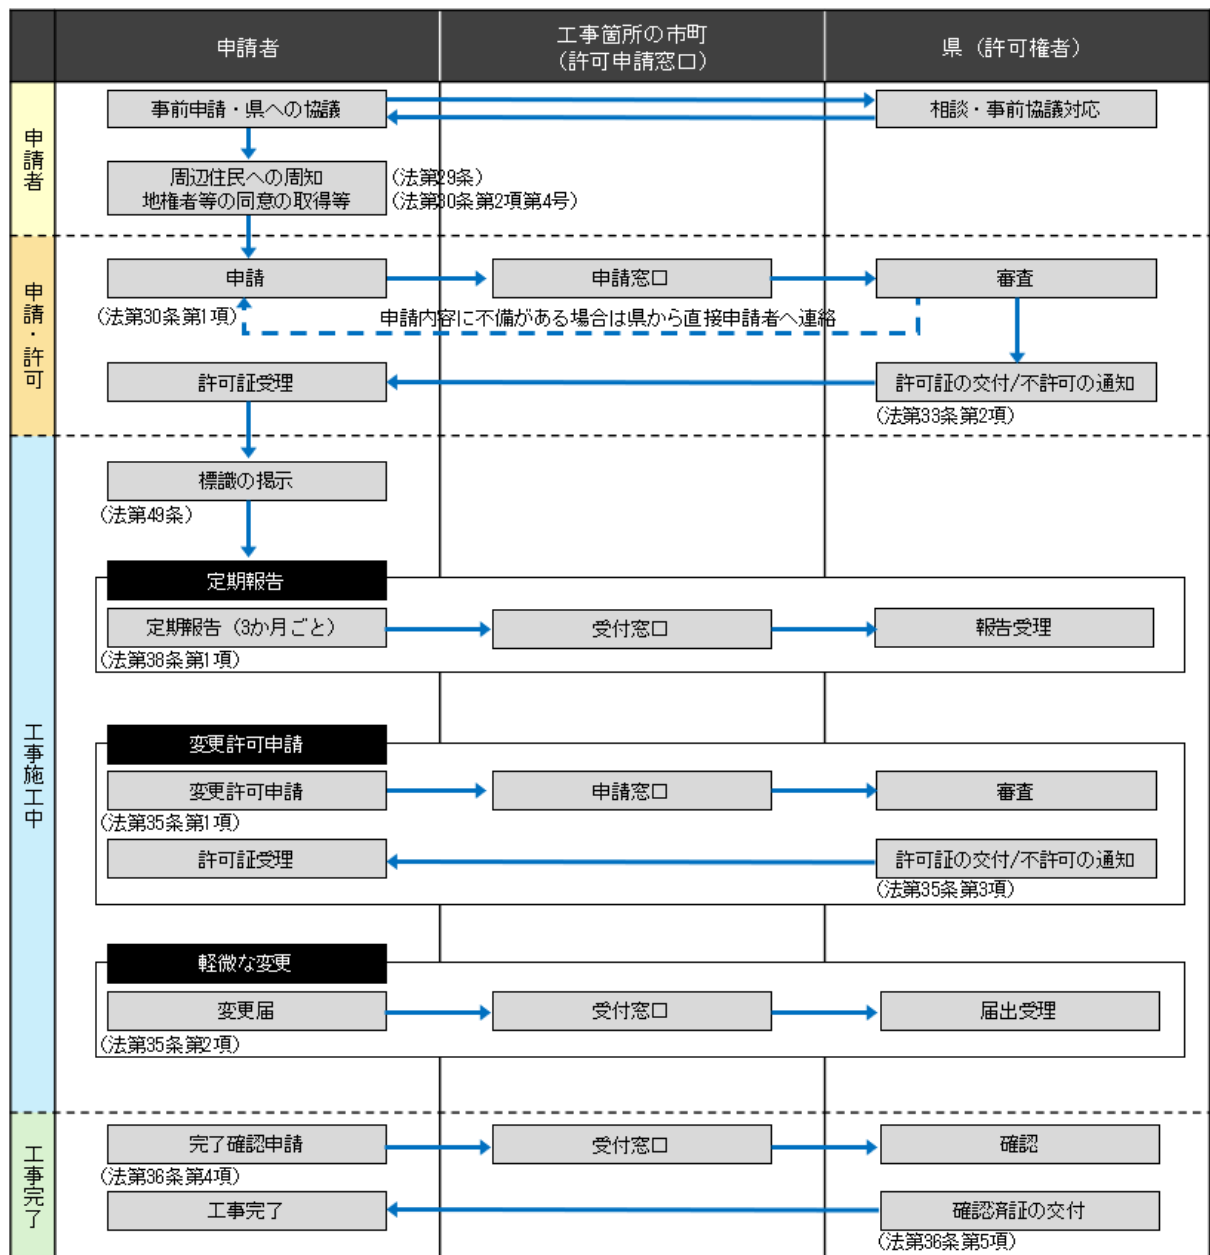 申請者
工事箇所の市町
（許可申請窓口）
県（許可権者）
申請者
事前申請・県への協議
相談・事前協議対応
周辺住民への周知
地権者等の同意の取得等
（法第29条）
（法第30条第2項第4号）
申請・許可
申請
申請窓口
審査
（法第30条第1項）
申請内容に不備がある場合は県から直接申請者へ連絡
許可証受理
許可証の交付/不許可の通知
（法第33条第2項）
工事施工中
標識の掲示
（法第49条）
定期報告
定期報告（3か月ごと）
受付窓口
報告受理
（法第38条第1項）
変更許可申請
変更許可申請
申請窓口
審査
（法第35条第1項）
許可証受理
許可証の交付/不許可の通知
（法第35条第3項）
軽微な変更
変更届
受付窓口
届出受理
（法第35条第2項）
工事完了
完了確認申請
受付窓口
確認
（法第36条第4項）
工事完了
確認済証の交付
（法第36条第5項）